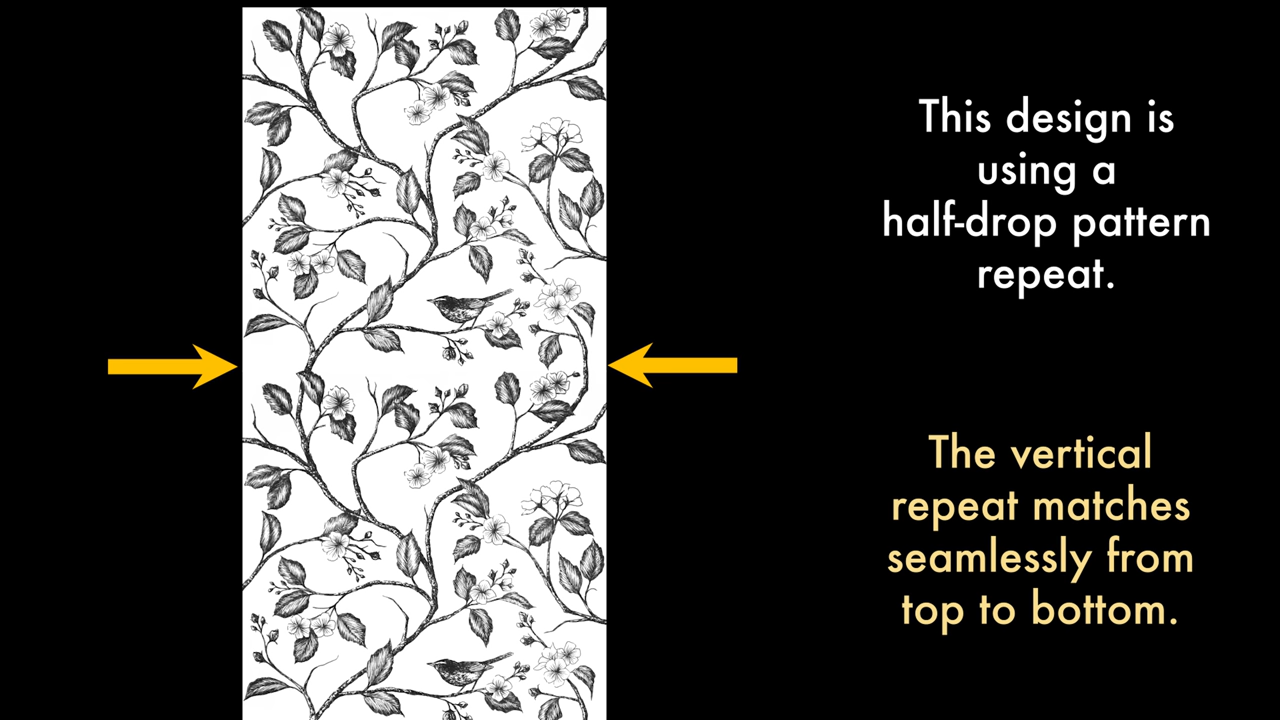 This design is
using a
half-drop pattern
repeat.
The vertical
repeat matches
seamlessly from
top to bottom.